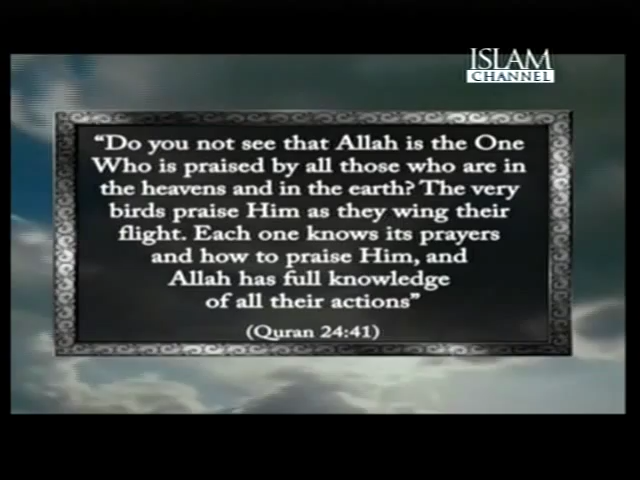 ISLAM
CHANNEL
“Do you not see that Allah is the One
Who is praised by all those who are in
the heavens and in the earth? The very
birds praise Him as they wing their
flight. Each one knows its prayers
and how to praise Him, and
Allah has full knowledge
of all their actions”
(Quran 24:41)